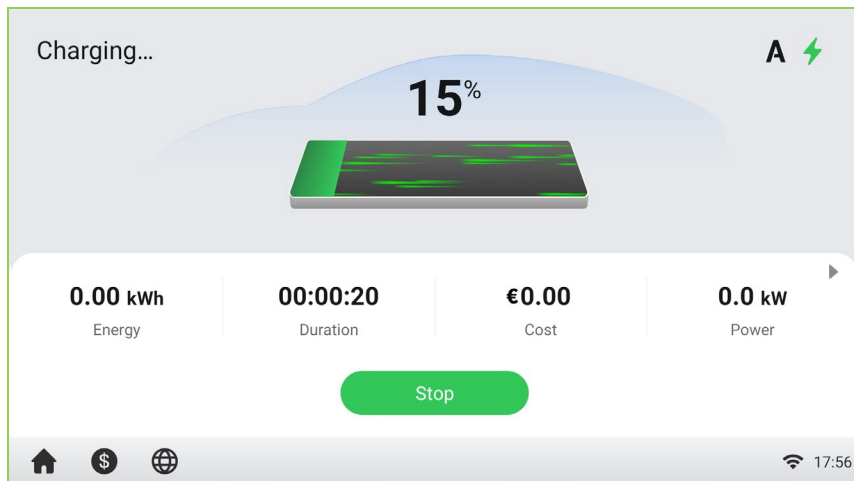 Charging...
A
15%
0.00 kWh
Energy
00:00:20
Duration
€0.00
Cost
0.0 kW
Power
Stop
$
17:56